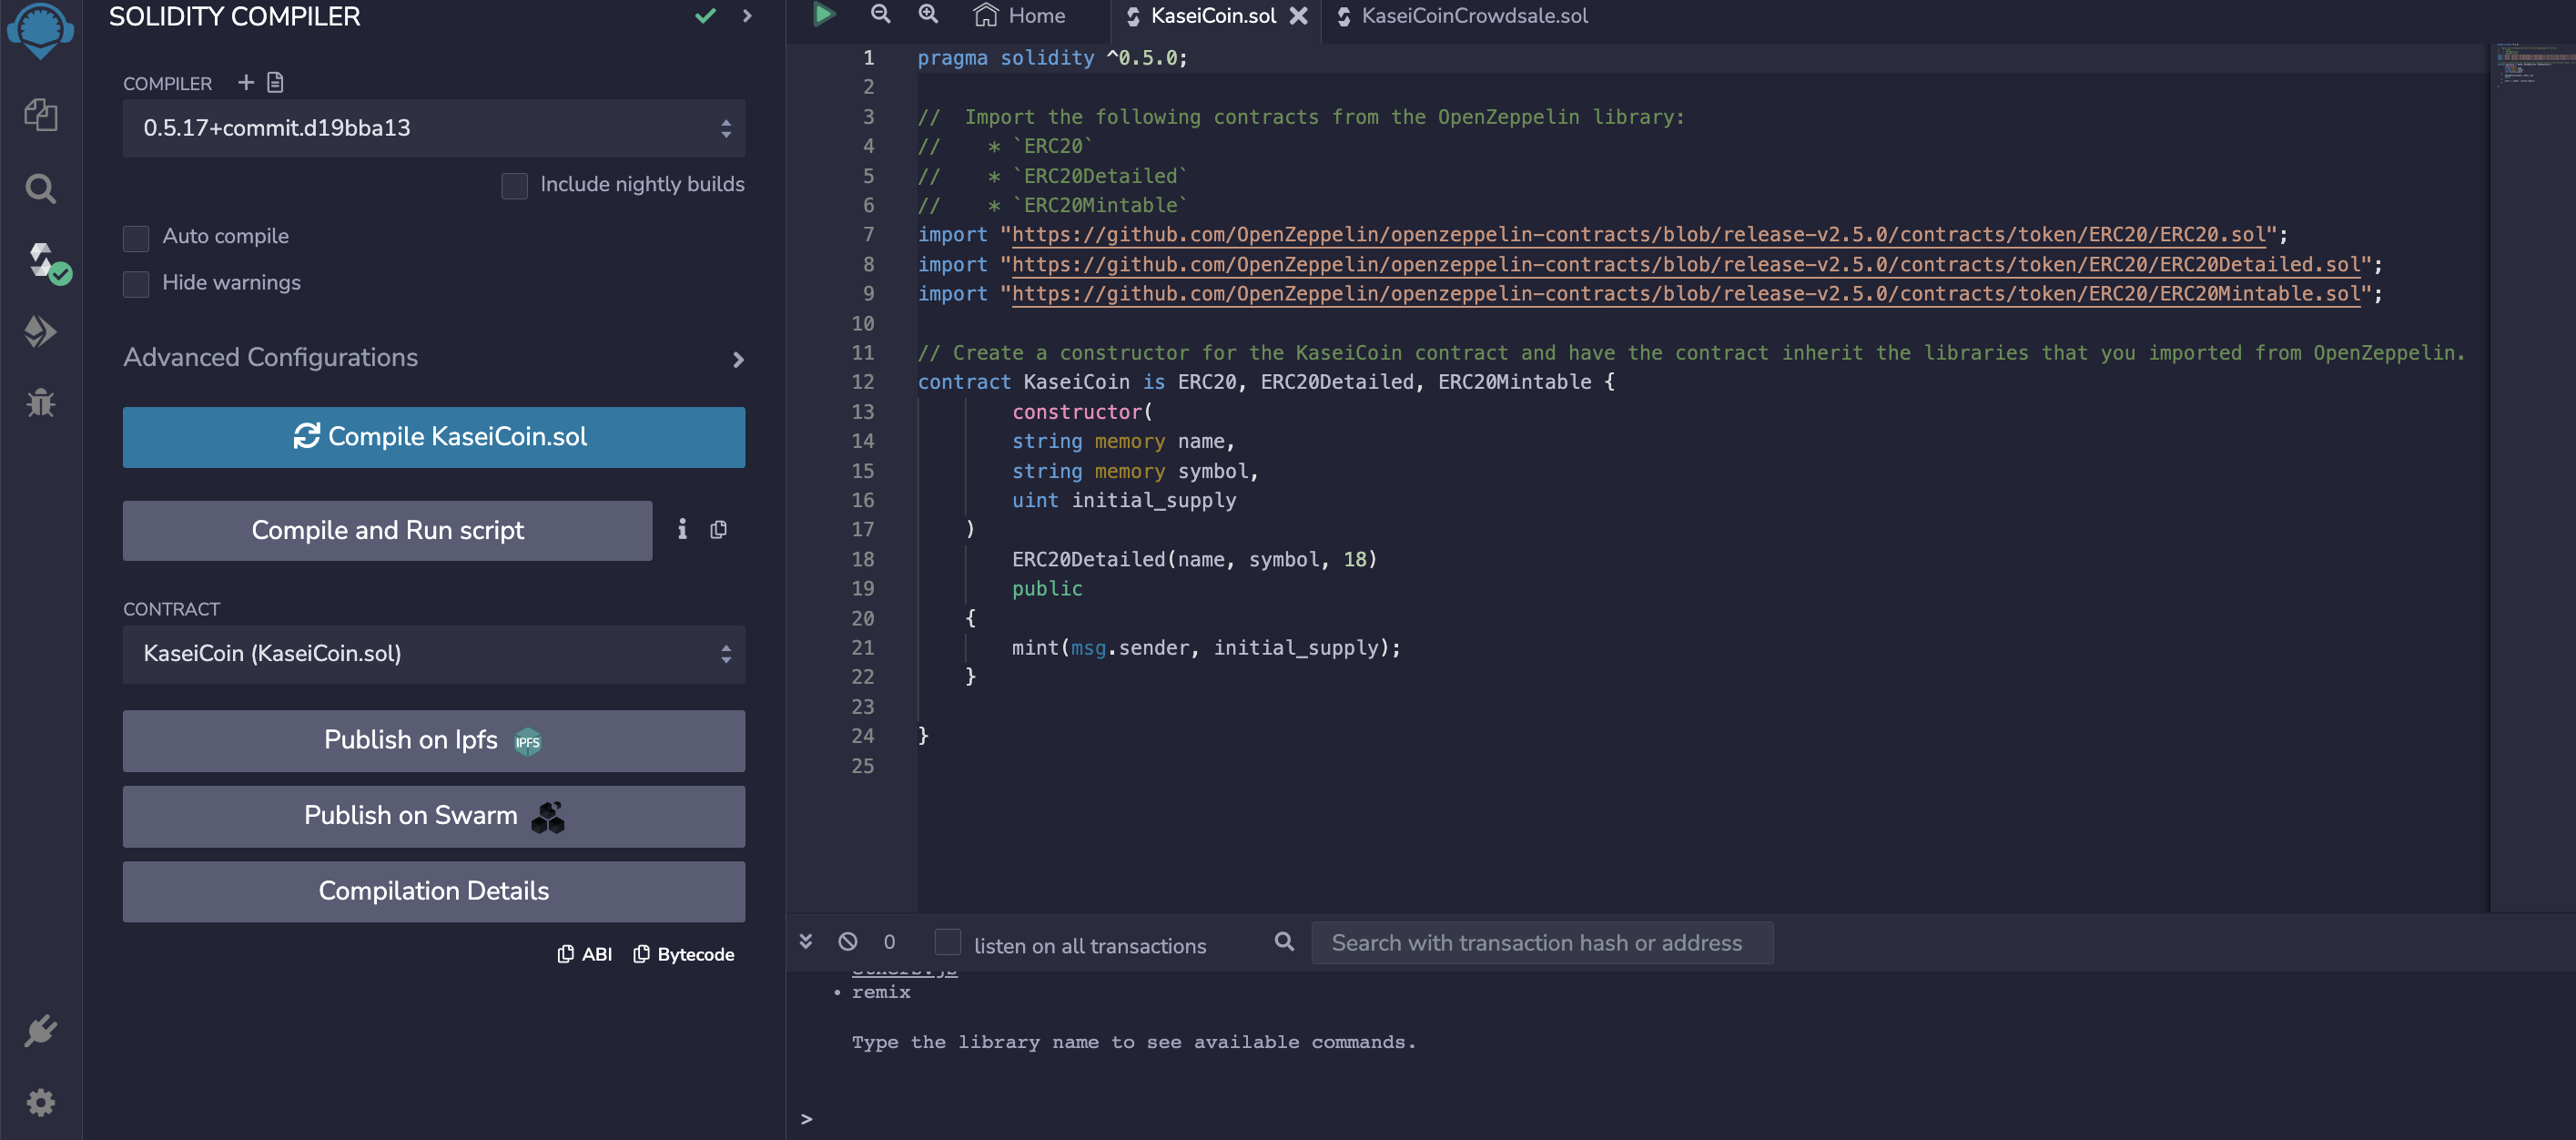 SOLIDITY COMPILER
COMPILER
0.5.17+commit.d19bba13
Include nightly builds
Auto compile
Hide warnings
Advanced Configurations
Compile KaseiCoin.sol
Compile and Run script
CONTRACT
KaseiCoin (KaseiCoin.sol)
Publish on Ipfs IPFS
Publish on Swarm
Compilation Details
ABI Bytecode
Home KaseiCoin.sol KaseiCoinCrowdsale.sol
1 pragma solidity ^0.5.0;
2
3 //  Import the following contracts from the OpenZeppelin library:
4 //    * `ERC20`
5 //    * `ERC20Detailed`
6 //    * `ERC20Mintable`
7 import "https://github.com/OpenZeppelin/openzeppelin-contracts/blob/release-v2.5.0/contracts/token/ERC20/ERC20.sol";
8 import "https://github.com/OpenZeppelin/openzeppelin-contracts/blob/release-v2.5.0/contracts/token/ERC20/ERC20Detailed.sol";
9 import "https://github.com/OpenZeppelin/openzeppelin-contracts/blob/release-v2.5.0/contracts/token/ERC20/ERC20Mintable.sol";
10
11 // Create a constructor for the KaseiCoin contract and have the contract inherit the libraries that you imported from OpenZeppelin.
12 contract KaseiCoin is ERC20, ERC20Detailed, ERC20Mintable {
13         constructor(
14         string memory name,
15         string memory symbol,
16         uint initial_supply
17     )
18         ERC20Detailed(name, symbol, 18)
19         public
20     {
21         mint(msg.sender, initial_supply);
22     }
23
24 }
25
0 listen on all transactions Search with transaction hash or address
• remix
Type the library name to see available commands.
>